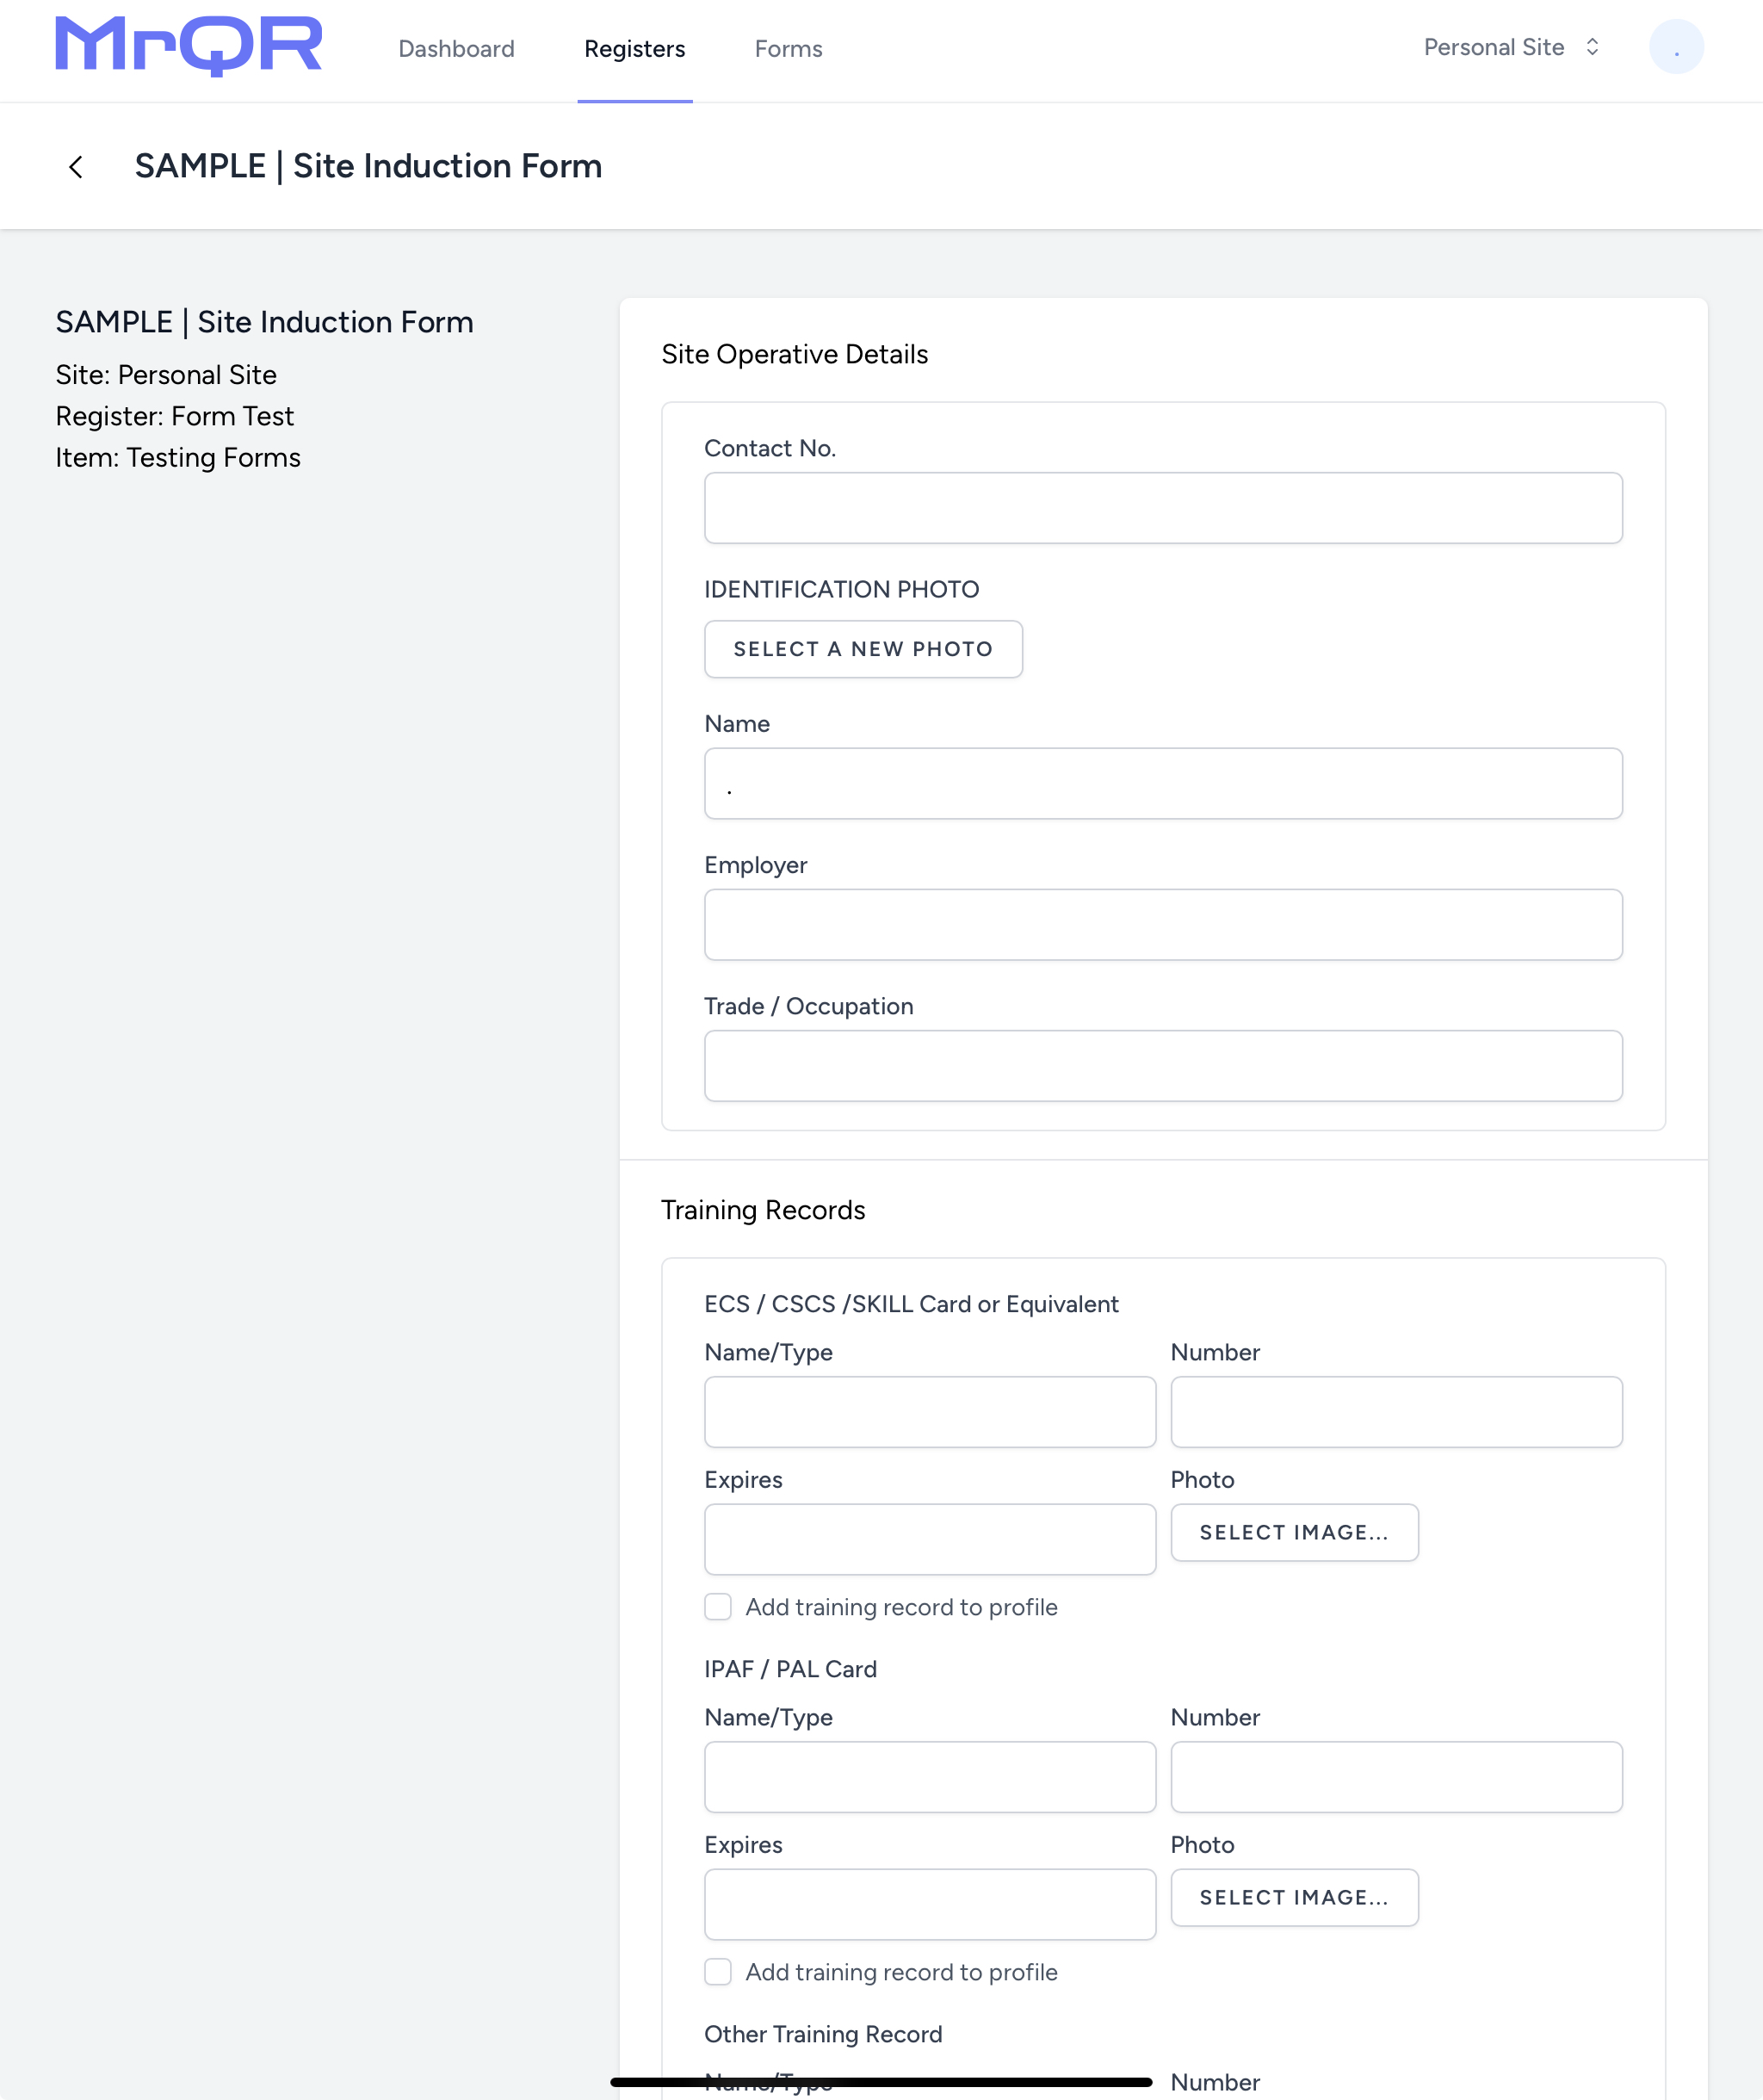 MrQR
Dashboard Registers Forms Personal Site .
SAMPLE | Site Induction Form
SAMPLE | Site Induction Form
Site: Personal Site
Register: Form Test
Item: Testing Forms
Site Operative Details
Contact No.
IDENTIFICATION PHOTO
SELECT A NEW PHOTO
Name
.
Employer
Trade / Occupation
Training Records
ECS / CSCS /SKILL Card or Equivalent
Name/Type Number
Expires Photo
SELECT IMAGE...
Add training record to profile
IPAF / PAL Card
Name/Type Number
Expires Photo
SELECT IMAGE...
Add training record to profile
Other Training Record
Name/Type Number